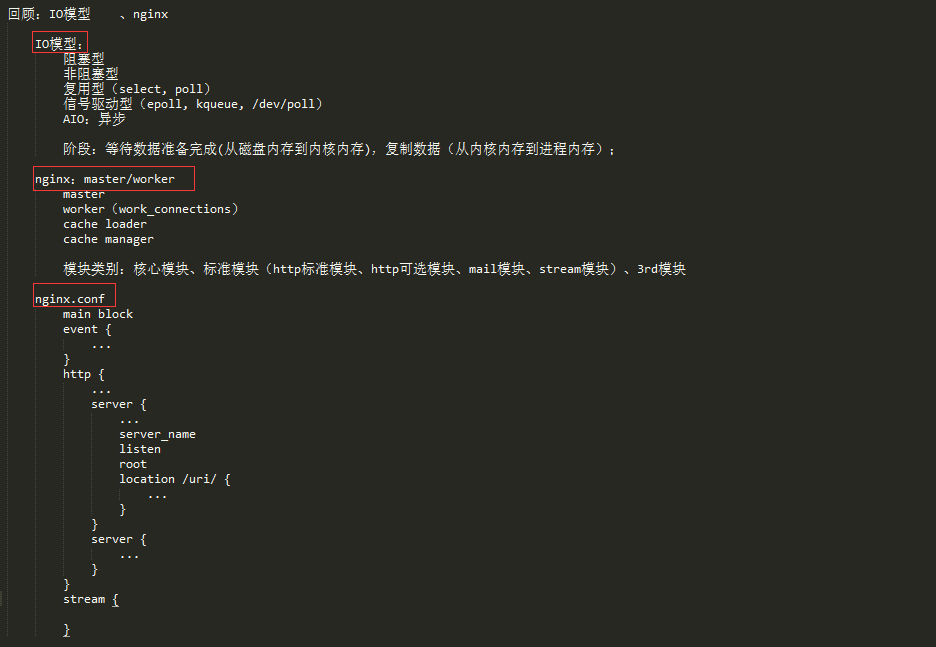 回顾：IO模型    、nginx
IO模型：
阻塞型
非阻塞型
复用型（select, poll）
信号驱动型（epoll, kqueue, /dev/poll）
AIO：异步
阶段：等待数据准备完成(从磁盘内存到内核内存)，复制数据（从内核内存到进程内存）；
nginx：master/worker
master
worker（work_connections）
cache loader
cache manager
模块类别：核心模块、标准模块（http标准模块、http可选模块、mail模块、stream模块）、3rd模块
nginx.conf
main block
event {
...
}
http {
...
server {
...
server_name
listen
root
location /uri/ {
...
}
}
server {
...
}
}
stream {
}